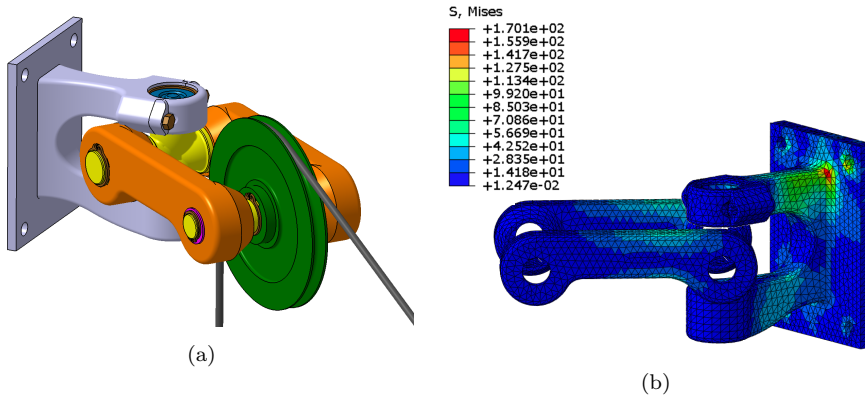 S, Mises
+1.701e+02
+1.559e+02
+1.417e+02
+1.275e+02
+1.134e+02
+9.920e+01
+8.503e+01
+7.086e+01
+5.669e+01
+4.252e+01
+2.835e+01
+1.418e+01
+1.247e-02
(a)
(b)